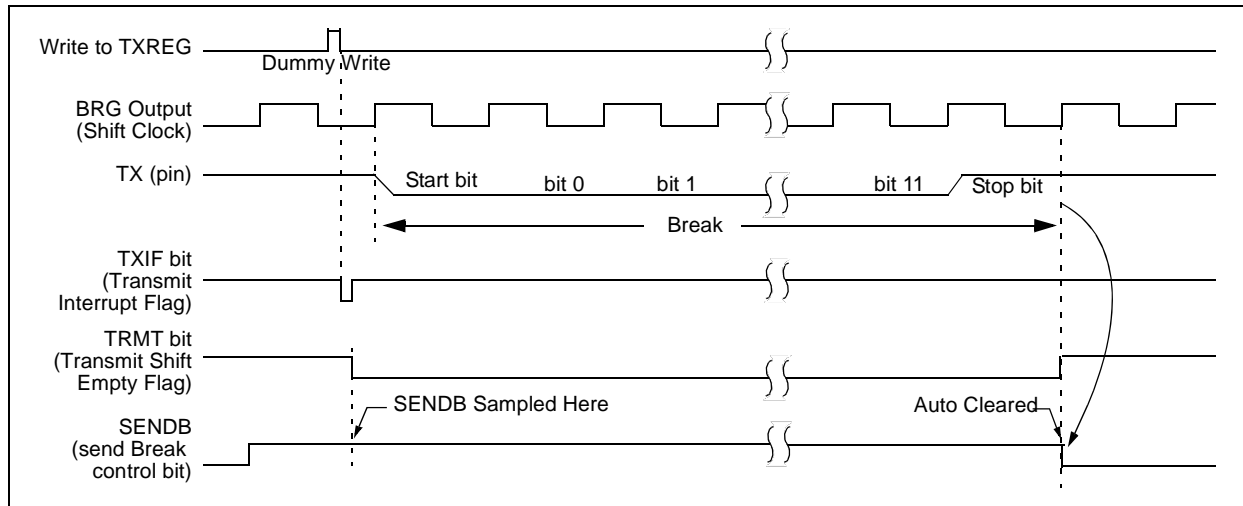 Write to TXREG
Dummy Write
BRG Output
(Shift Clock)
TX (pin)
Start bit
bit 0
bit 1
bit 11
Stop bit
Break
TXIF bit
(Transmit
Interrupt Flag)
TRMT bit
(Transmit Shift
Empty Flag)
SENDB Sampled Here
Auto Cleared
SENDB
(send Break
control bit)